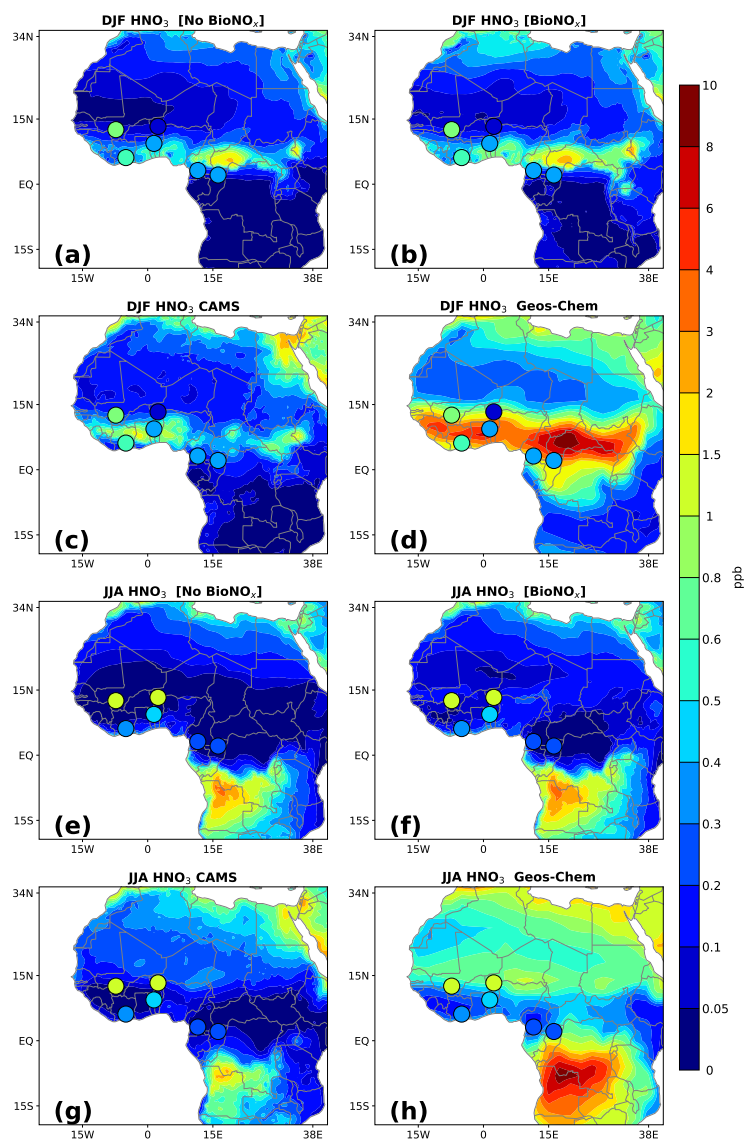 DJF HNO₃ [No BioNOₓ]
DJF HNO₃ [BioNOₓ]
34N
15N
EQ
15S
(a)
15W 0 15E 38E
34N
15N
EQ
15S
(b)
15W 0 15E 38E
DJF HNO₃ CAMS
DJF HNO₃ Geos-Chem
34N
15N
EQ
15S
(c)
15W 0 15E 38E
34N
15N
EQ
15S
(d)
15W 0 15E 38E
JJA HNO₃ [No BioNOₓ]
JJA HNO₃ [BioNOₓ]
34N
15N
EQ
15S
(e)
15W 0 15E 38E
34N
15N
EQ
15S
(f)
15W 0 15E 38E
JJA HNO₃ CAMS
JJA HNO₃ Geos-Chem
34N
15N
EQ
15S
(g)
15W 0 15E 38E
34N
15N
EQ
15S
(h)
15W 0 15E 38E
10
8
6
4
3
2
1.5
1
0.8
0.6
0.5
0.4
0.3
0.2
0.1
0.05
0
ppb